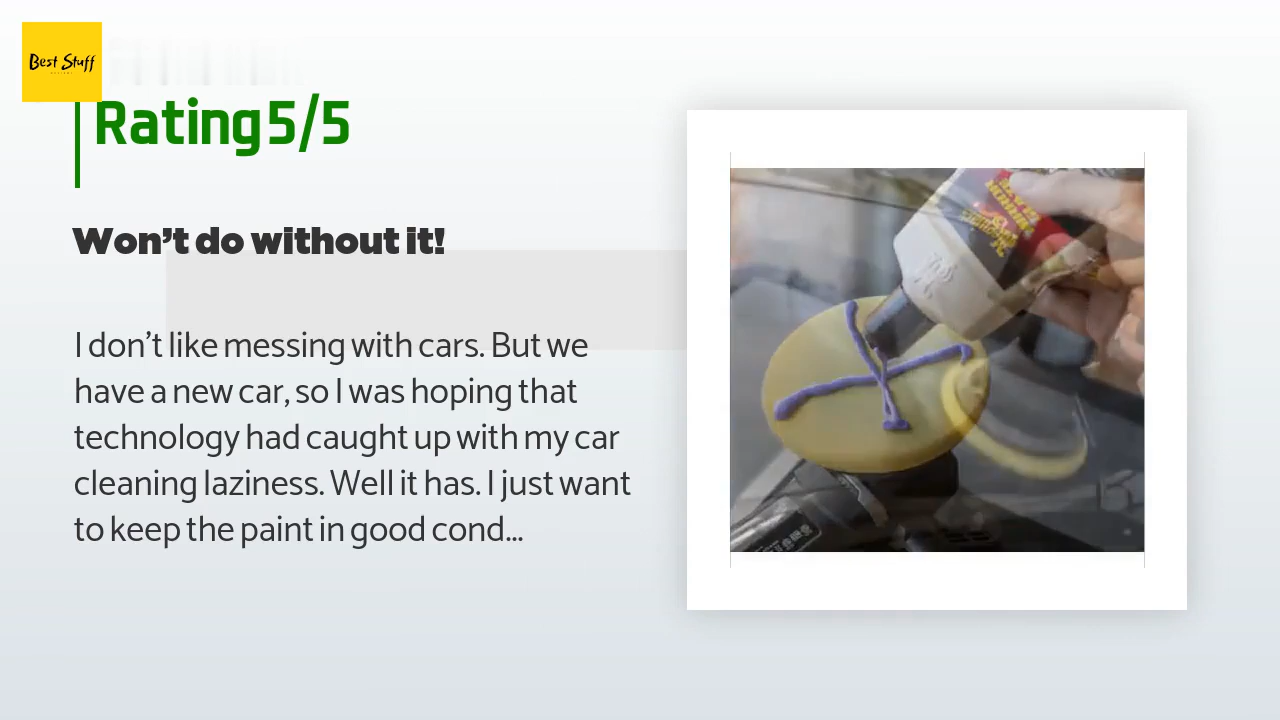 Best Stuff
Rating 5/5
Won't do without it!
I don't like messing with cars. But we
have a new car, so I was hoping that
technology had caught up with my car
cleaning laziness. Well it has. I just want
to keep the paint in good cond...